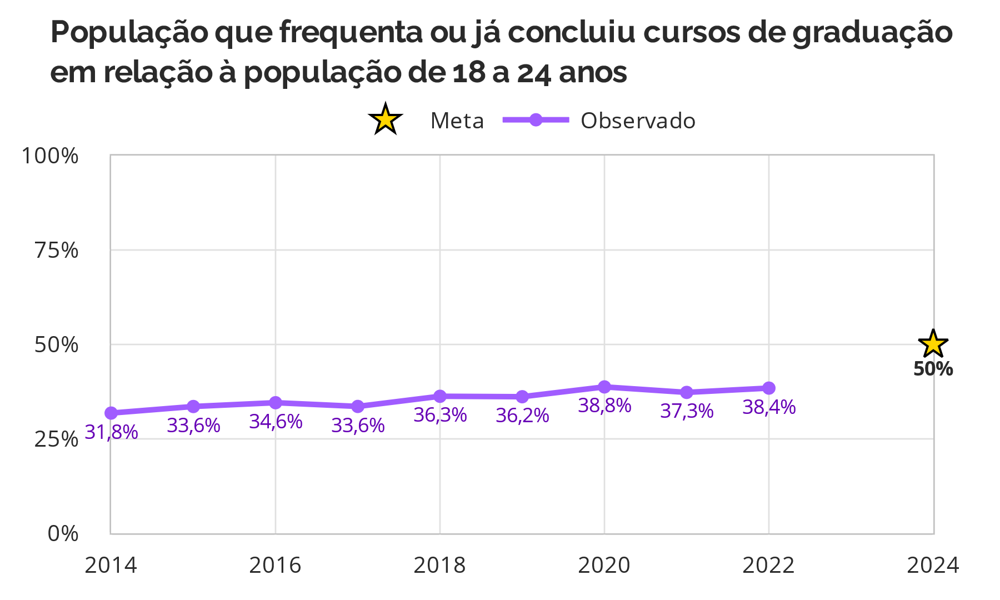 População que frequenta ou já concluiu cursos de graduação
em relação à população de 18 a 24 anos
Meta Observado
100%
75%
50%
25%
0%
31,8% 33,6% 34,6% 33,6% 36,3% 36,2% 38,8% 37,3% 38,4%
50%
2014 2016 2018 2020 2022 2024